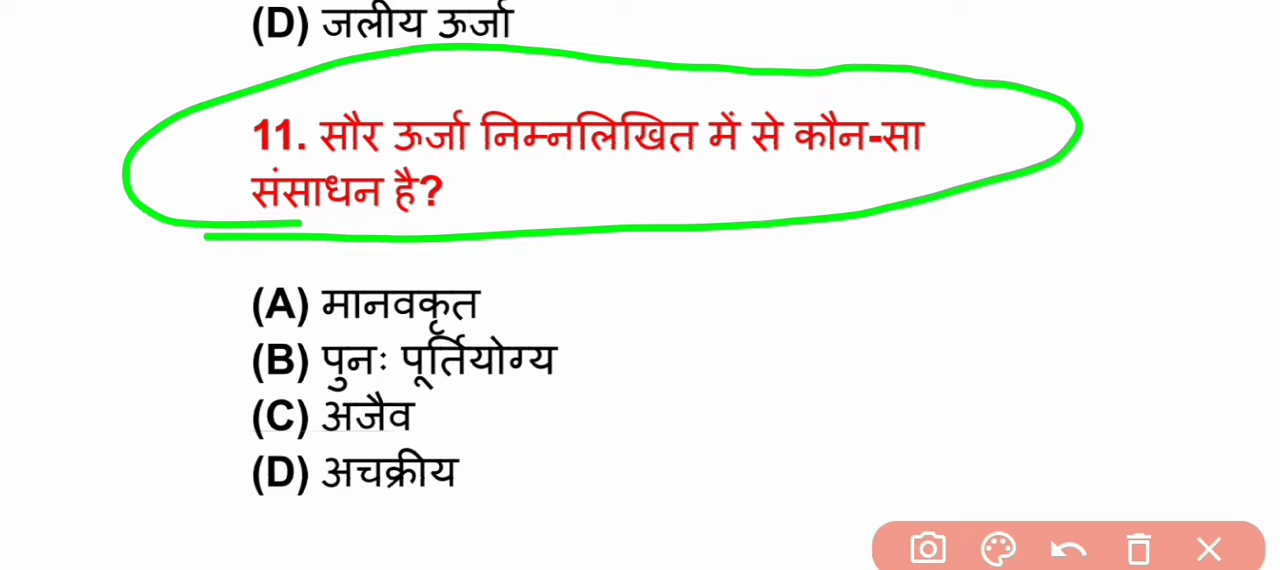 (D) जलीय ऊर्जा
11. सौर ऊर्जा निम्नलिखित में से कौन-सा
संसाधन है?
(A) मानवकृत
(B) पुनः पूर्तियोग्य
(C) अजैव
(D) अचक्रीय